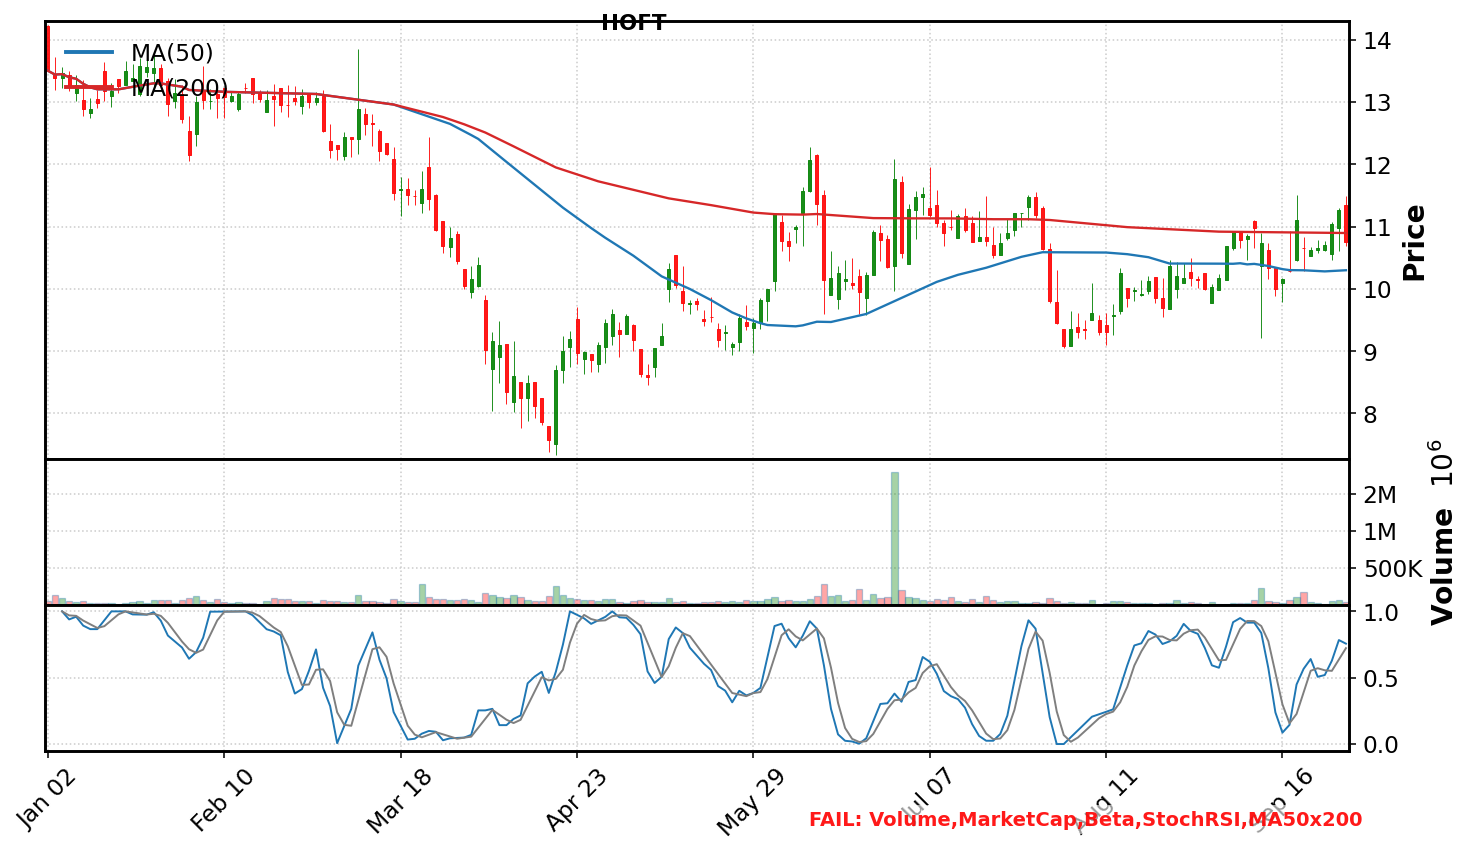 HOFT
MA(50)
MA(200)
14
13
12
11
10
9
8
Price
2M
1M
500K
Volume 10^6
1.0
0.5
0.0
Jan 02
Feb 10
Mar 18
Apr 23
May 29
Jul 07
Aug 11
Sep 16
FAIL: Volume,MarketCap,Beta,StochRSI,MA50x200